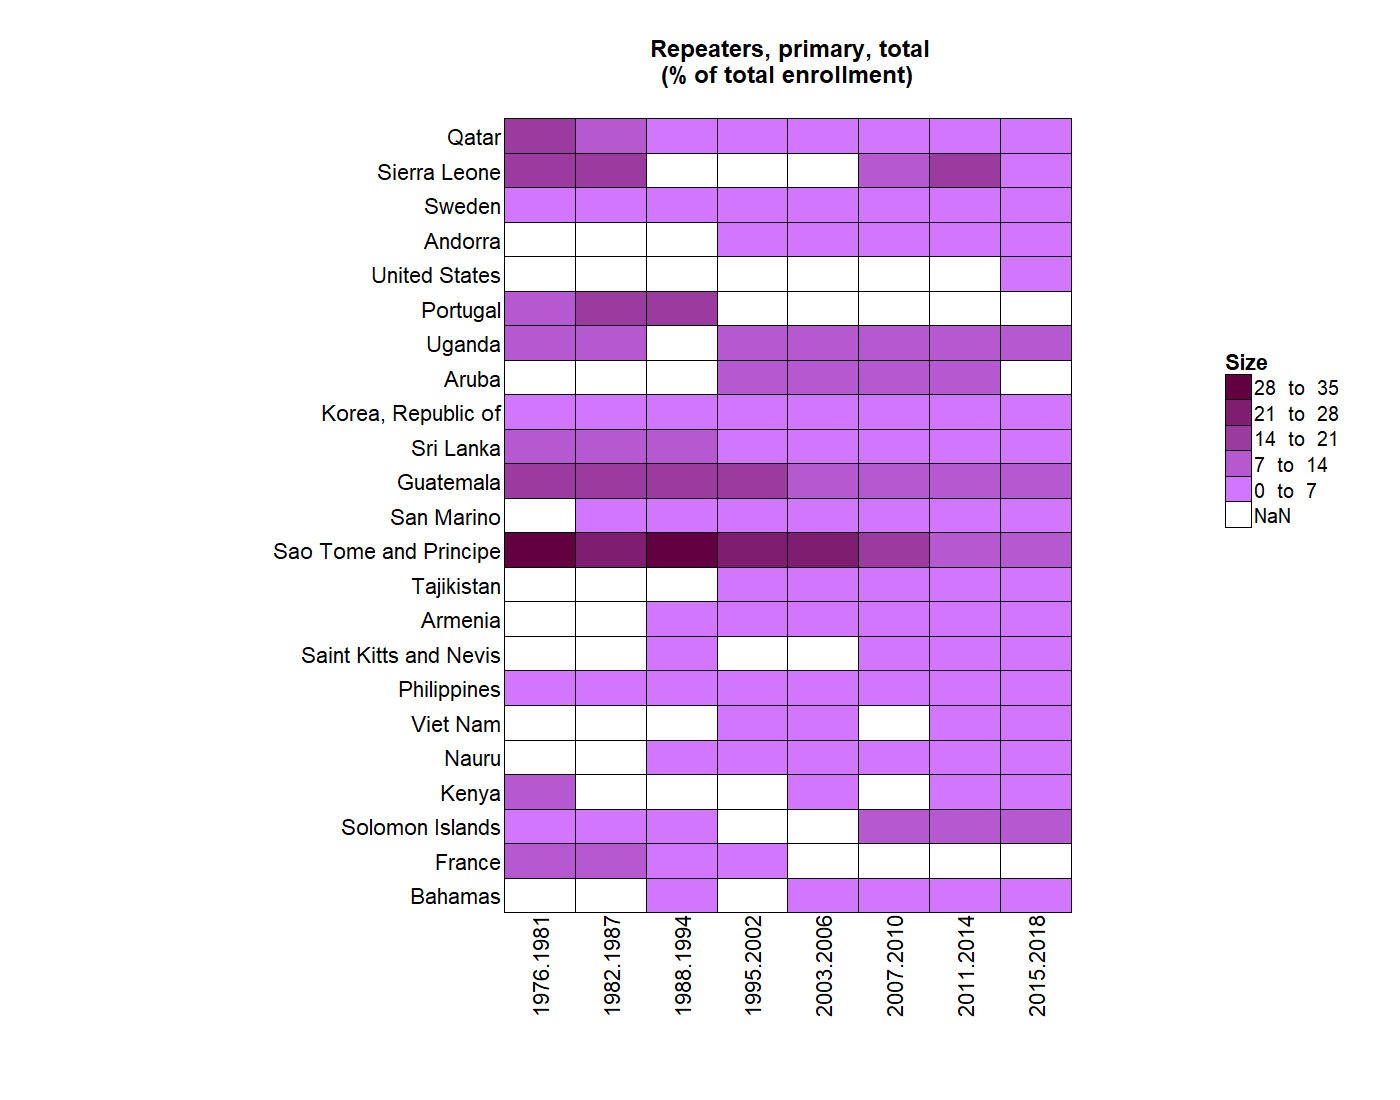 Repeaters, primary, total
(% of total enrollment)
Qatar
Sierra Leone
Sweden
Andorra
United States
Portugal
Uganda
Aruba
Korea, Republic of
Sri Lanka
Guatemala
San Marino
Sao Tome and Principe
Tajikistan
Armenia
Saint Kitts and Nevis
Philippines
Viet Nam
Nauru
Kenya
Solomon Islands
France
Bahamas
1976.1981
1982.1987
1988.1994
1995.2002
2003.2006
2007.2010
2011.2014
2015.2018
Size
28 to 35
21 to 28
14 to 21
7 to 14
0 to 7
NaN